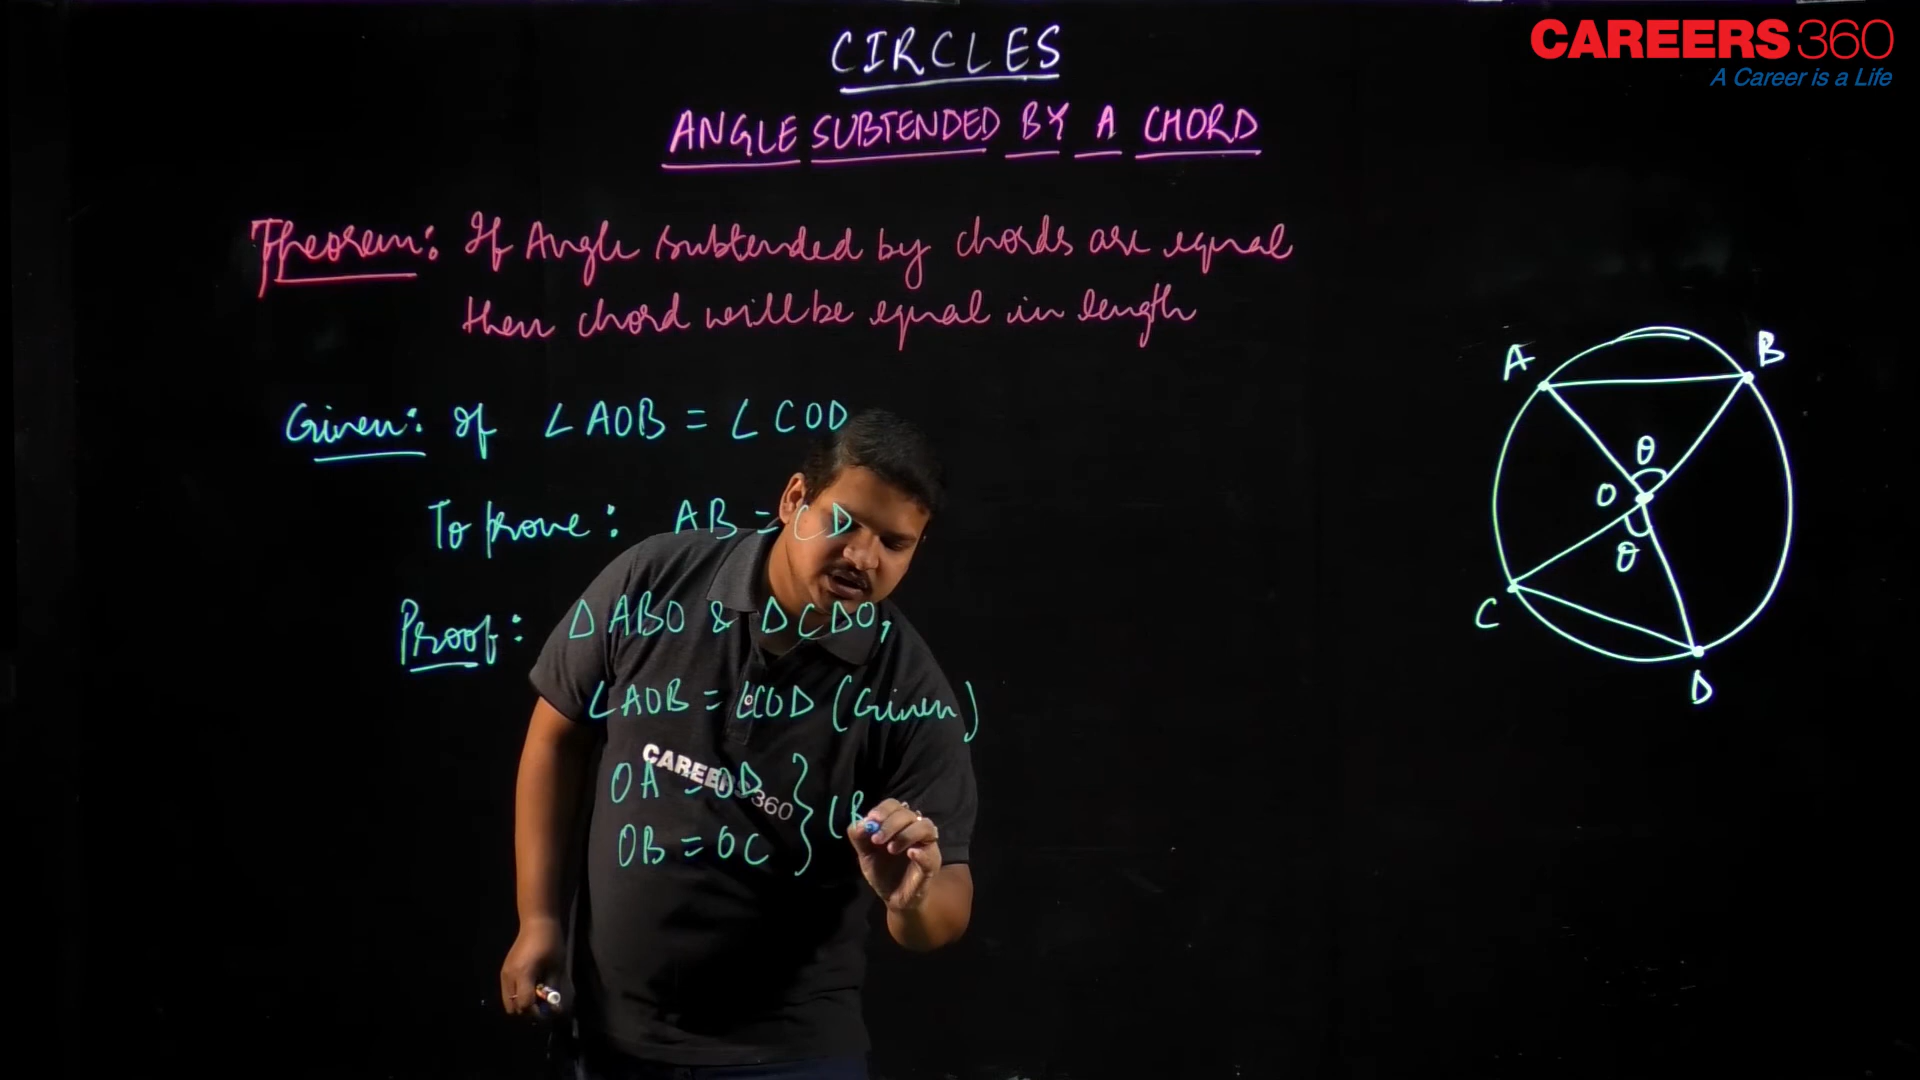 CIRCLES
CAREERS360
A Career is a Life
ANGLE SUBTENDED BY A CHORD
Theorem: If Angle subtended by chords are equal
then chord will be equal in length
Given: If ∠AOB = ∠COD
To prove: AB = CD
Proof: ΔABO & ΔCDO,
∠AOB = ∠COD (Given)
OA = OD
OB = OC
} (R
CAREERS360
A
B
θ
O
θ
C
D